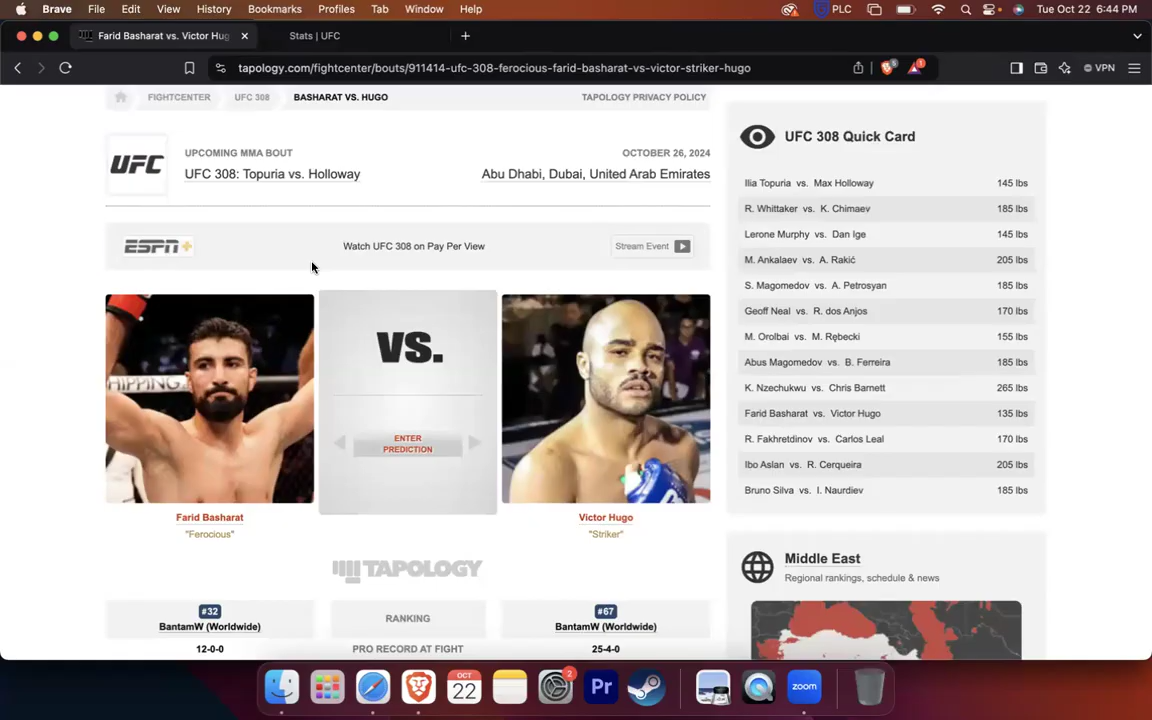 Brave File Edit View History Bookmarks Profiles Tab Window Help PLC Tue Oct 22 6:44 PM
Farid Basharat vs. Victor Hug Stats | UFC
tapology.com/fightcenter/bouts/911414-ufc-308-ferocious-farid-basharat-vs-victor-striker-hugo VPN
FIGHTCENTER UFC 308 BASHARAT VS. HUGO TAPOLOGY PRIVACY POLICY
UFC
UPCOMING MMA BOUT OCTOBER 26, 2024
UFC 308: Topuria vs. Holloway Abu Dhabi, Dubai, United Arab Emirates
ESPN+ Watch UFC 308 on Pay Per View Stream Event
SHIPPING.
VS.
ENTER
PREDICTION
Farid Basharat Victor Hugo
"Ferocious" "Striker"
TAPOLOGY
#32 RANKING #67
BantamW (Worldwide) BantamW (Worldwide)
12-0-0 PRO RECORD AT FIGHT 25-4-0
UFC 308 Quick Card
Ilia Topuria vs. Max Holloway 145 lbs
R. Whittaker vs. K. Chimaev 185 lbs
Lerone Murphy vs. Dan Ige 145 lbs
M. Ankalaev vs. A. Rakić 205 lbs
S. Magomedov vs. A. Petrosyan 185 lbs
Geoff Neal vs. R. dos Anjos 170 lbs
M. Orolbai vs. M. Rębecki 155 lbs
Abus Magomedov vs. B. Ferreira 185 lbs
K. Nzechukwu vs. Chris Barnett 265 lbs
Farid Basharat vs. Victor Hugo 135 lbs
R. Fakhretdinov vs. Carlos Leal 170 lbs
Ibo Aslan vs. R. Cerqueira 205 lbs
Bruno Silva vs. I. Naurdiev 185 lbs
Middle East
Regional rankings, schedule & news
OCT
22
2
Pr
zoom